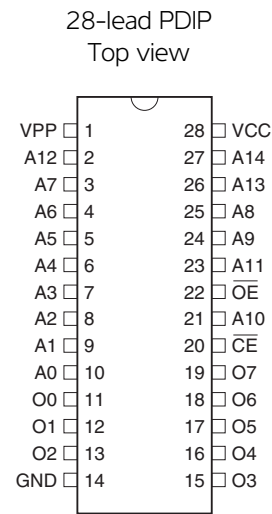 28-lead PDIP
Top view
VPP 1 28 VCC
A12 2 27 A14
A7 3 26 A13
A6 4 25 A8
A5 5 24 A9
A4 6 23 A11
A3 7 22 O̅E̅
A2 8 21 A10
A1 9 20 C̅E̅
A0 10 19 O7
O0 11 18 O6
O1 12 17 O5
O2 13 16 O4
GND 14 15 O3